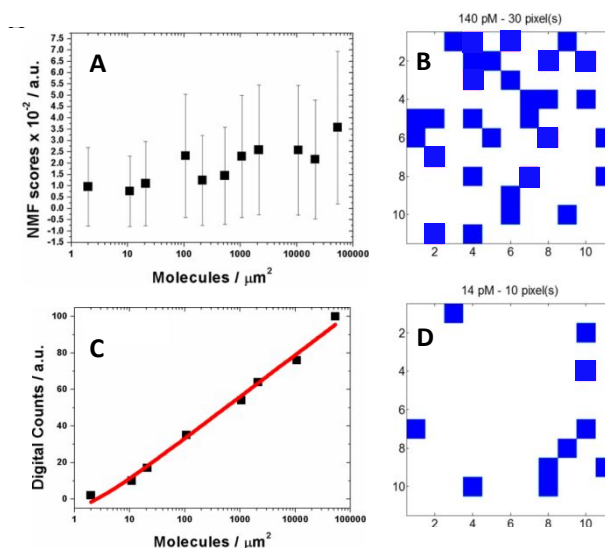 A
7.5
7.0
6.5
6.0
5.5
5.0
4.5
4.0
3.5
3.0
2.5
2.0
1.5
1.0
0.5
0.0
-0.5
-1.0
-1.5
NMF scores x 10⁻² / a.u.
1 10 100 1000 10000 100000
Molecules / μm²
140 pM - 30 pixel(s)
B
2
4
6
8
10
2 4 6 8 10
C
100
80
60
40
20
0
Digital Counts / a.u.
1 10 100 1000 10000 100000
Molecules / μm²
14 pM - 10 pixel(s)
D
2
4
6
8
10
2 4 6 8 10